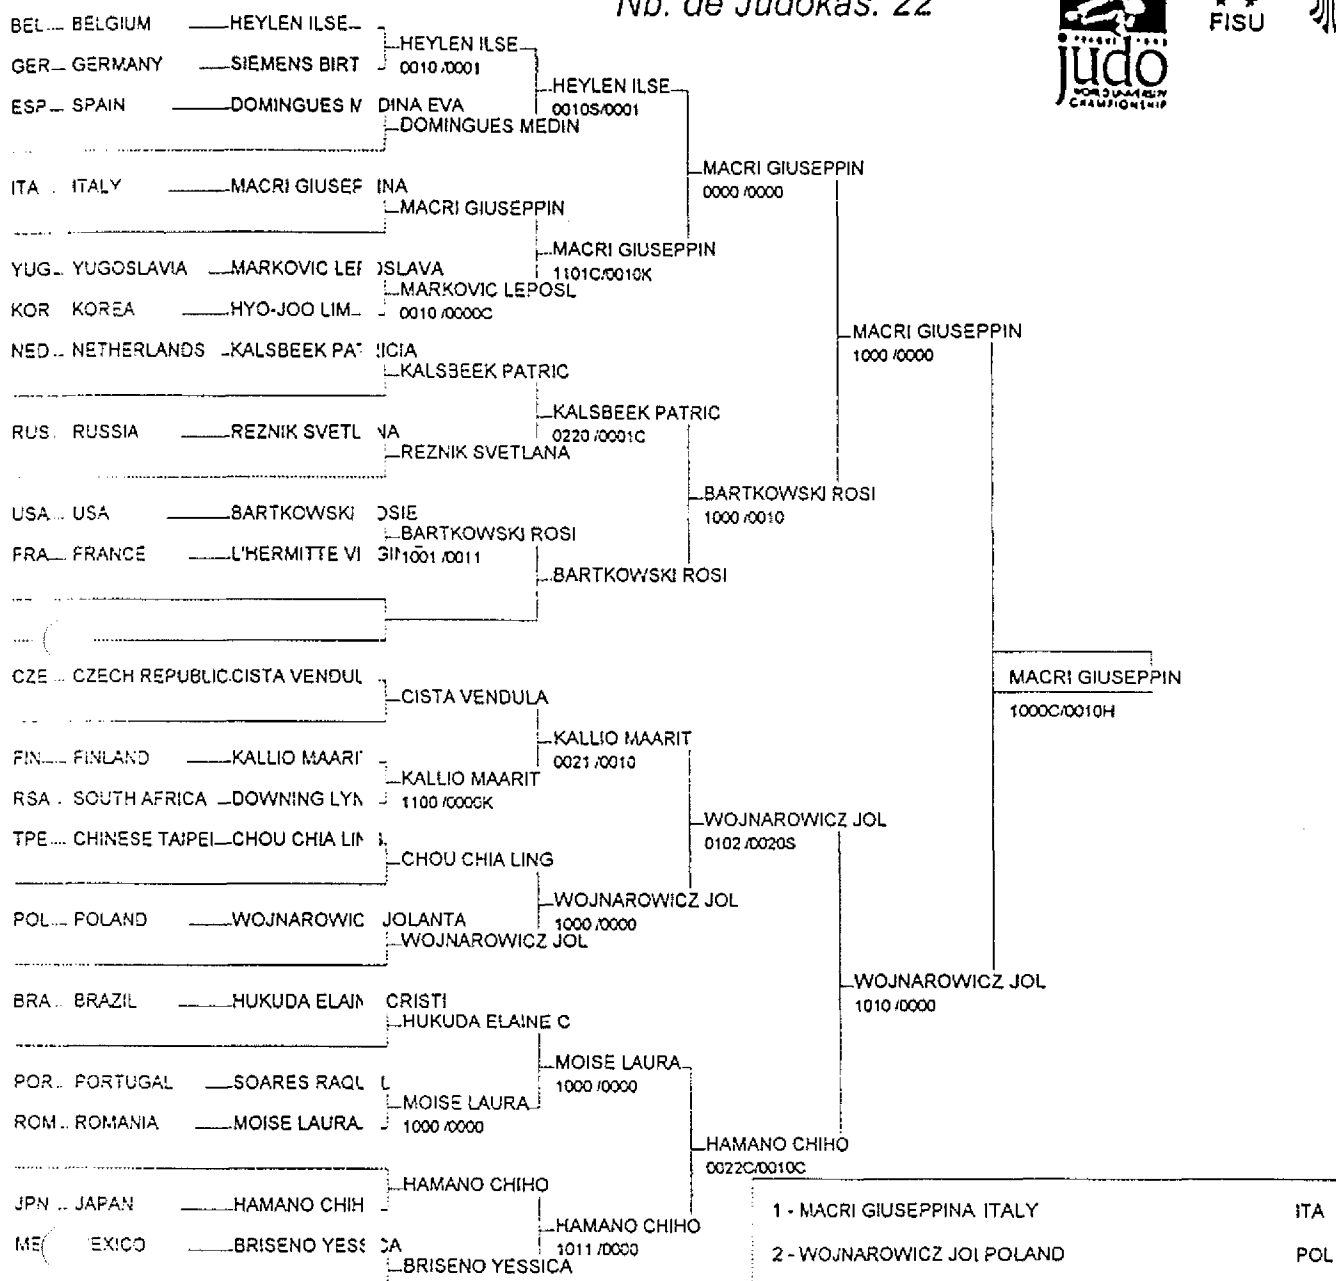 Nb. de Judokas: 22
FISU
judo
WORLD UNIVERSITY
CHAMPIONSHIP
BEL BELGIUM HEYLEN ILSE
HEYLEN ILSE
GER GERMANY SIEMENS BIRT
0010 /0001
HEYLEN ILSE
ESP SPAIN DOMINGUES M DINA EVA
0010S/0001
DOMINGUES MEDIN
MACRI GIUSEPPIN
ITA ITALY MACRI GIUSEP INA
0000 /0000
MACRI GIUSEPPIN
MACRI GIUSEPPIN
YUG YUGOSLAVIA MARKOVIC LEF OSLAVA
1101C/0010K
MARKOVIC LEPOSL
KOR KOREA HYO-JOO LIM
0010 /0000C
MACRI GIUSEPPIN
NED NETHERLANDS KALSBEEK PAT ICIA
1000 /0000
KALSBEEK PATRIC
KALSBEEK PATRIC
RUS RUSSIA REZNIK SVETL NA
0220 /0001C
REZNIK SVETLANA
BARTKOWSKI ROSI
USA USA BARTKOWSKI OSIE
1000 /0010
BARTKOWSKI ROSI
FRA FRANCE L'HERMITTE VI GIN
1001 /0011
BARTKOWSKI ROSI
CZE CZECH REPUBLIC CISTA VENDUL
MACRI GIUSEPPIN
CISTA VENDULA
1000C/0010H
KALLIO MAARIT
FIN FINLAND KALLIO MAARI
0021 /0010
KALLIO MAARIT
RSA SOUTH AFRICA DOWNING LYN
1100 /0000K
WOJNAROWICZ JOL
TPE CHINESE TAIPEI CHOU CHIA LIN
0102 /0020S
CHOU CHIA LING
WOJNAROWICZ JOL
POL POLAND WOJNAROWIC JOLANTA
1000 /0000
WOJNAROWICZ JOL
WOJNAROWICZ JOL
BRA BRAZIL HUKUDA ELAIN CRISTI
1010 /0000
HUKUDA ELAINE C
MOISE LAURA
POR PORTUGAL SOARES RAQU L
1000 /0000
MOISE LAURA
ROM ROMANIA MOISE LAURA
1000 /0000
HAMANO CHIHO
0022C/0010C
HAMANO CHIHO
JPN JAPAN HAMANO CHIH
1 - MACRI GIUSEPPINA ITALY ITA
HAMANO CHIHO
ME EXICO BRISENO YESS CA
1011 /0000
2 - WOJNAROWICZ JOL POLAND POL
BRISENO YESSICA